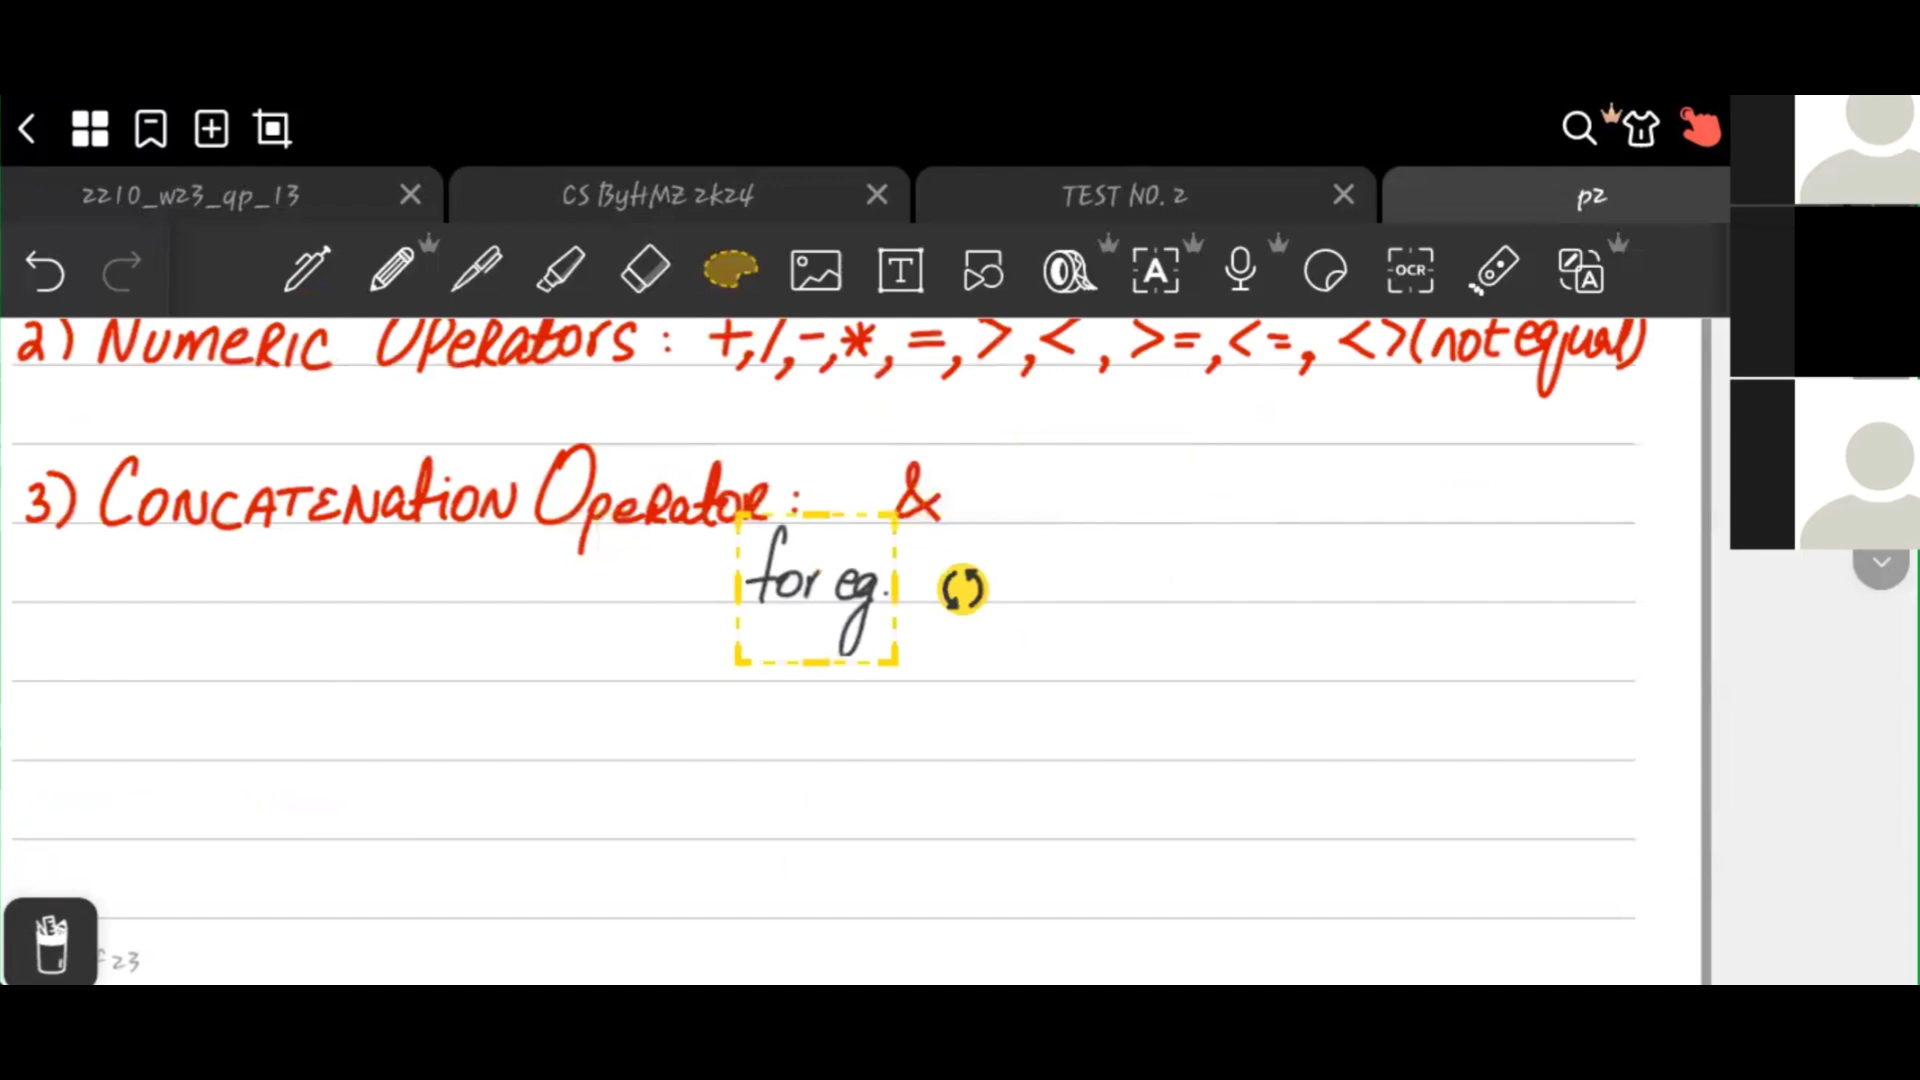 2210_w23_qp_13
CS ByHMZ 2k24
TEST NO. 2
p2
T
A
OCR
A
2) NUMERIC OPERATORS : +,/,-,*, =, >, < , >=, <=, <>(not equal)
3) CONCATENATION OPERATOR : &
for eg.
23